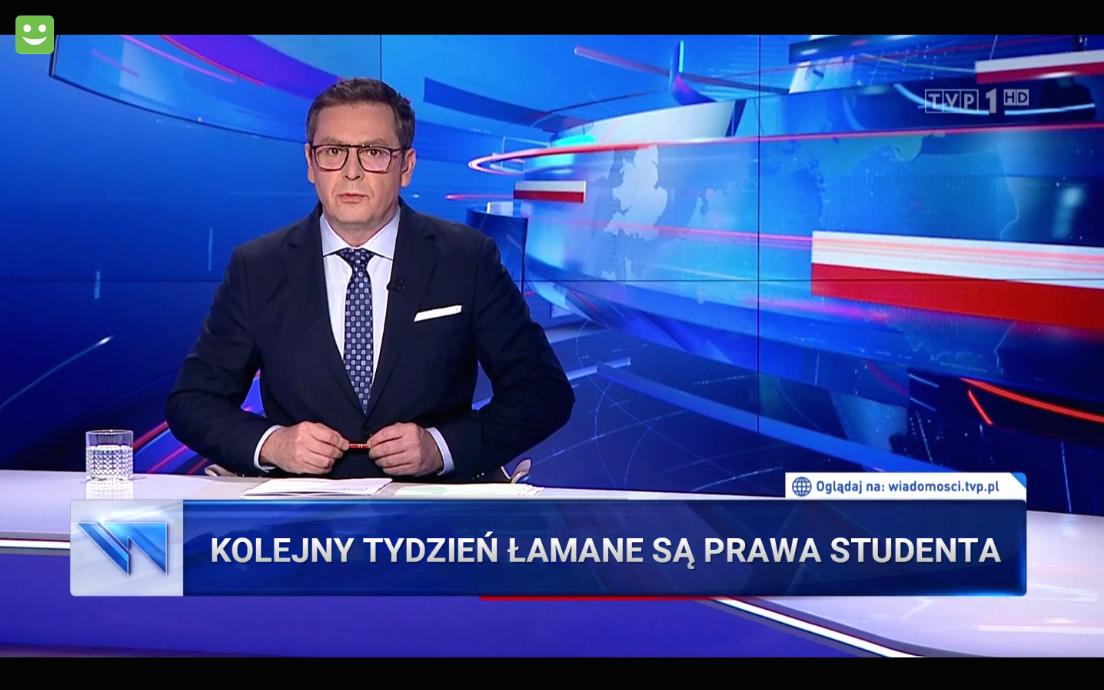 TVP 1 HD
Oglądaj na: wiadomosci.tvp.pl
KOLEJNY TYDZIEŃ ŁAMANE SĄ PRAWA STUDENTA